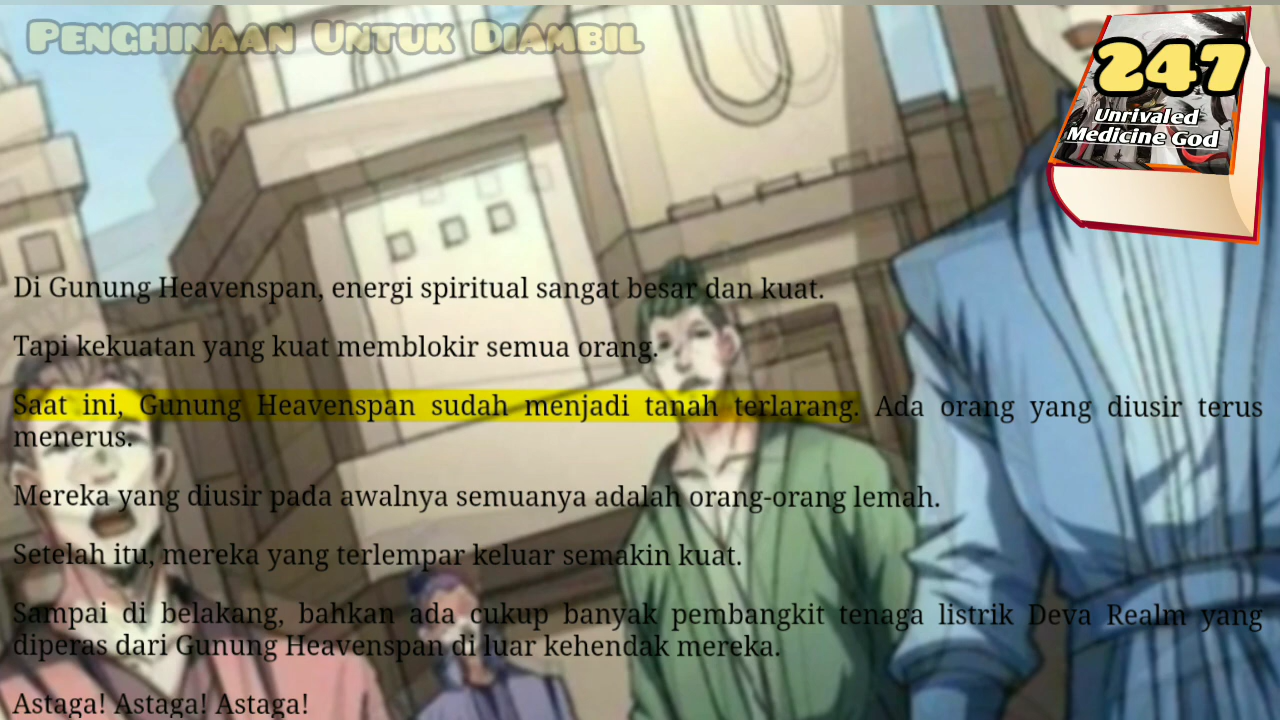 Penghinaan Untuk Diambil
247
Unrivaled
Medicine God
Di Gunung Heavenspan, energi spiritual sangat besar dan kuat.
Tapi kekuatan yang kuat memblokir semua orang.
Saat ini, Gunung Heavenspan sudah menjadi tanah terlarang. Ada orang yang diusir terus
menerus.
Mereka yang diusir pada awalnya semuanya adalah orang-orang lemah.
Setelah itu, mereka yang terlempar keluar semakin kuat.
Sampai di belakang, bahkan ada cukup banyak pembangkit tenaga listrik Deva Realm yang
diperas dari Gunung Heavenspan di luar kehendak mereka.
Astaga! Astaga! Astaga!